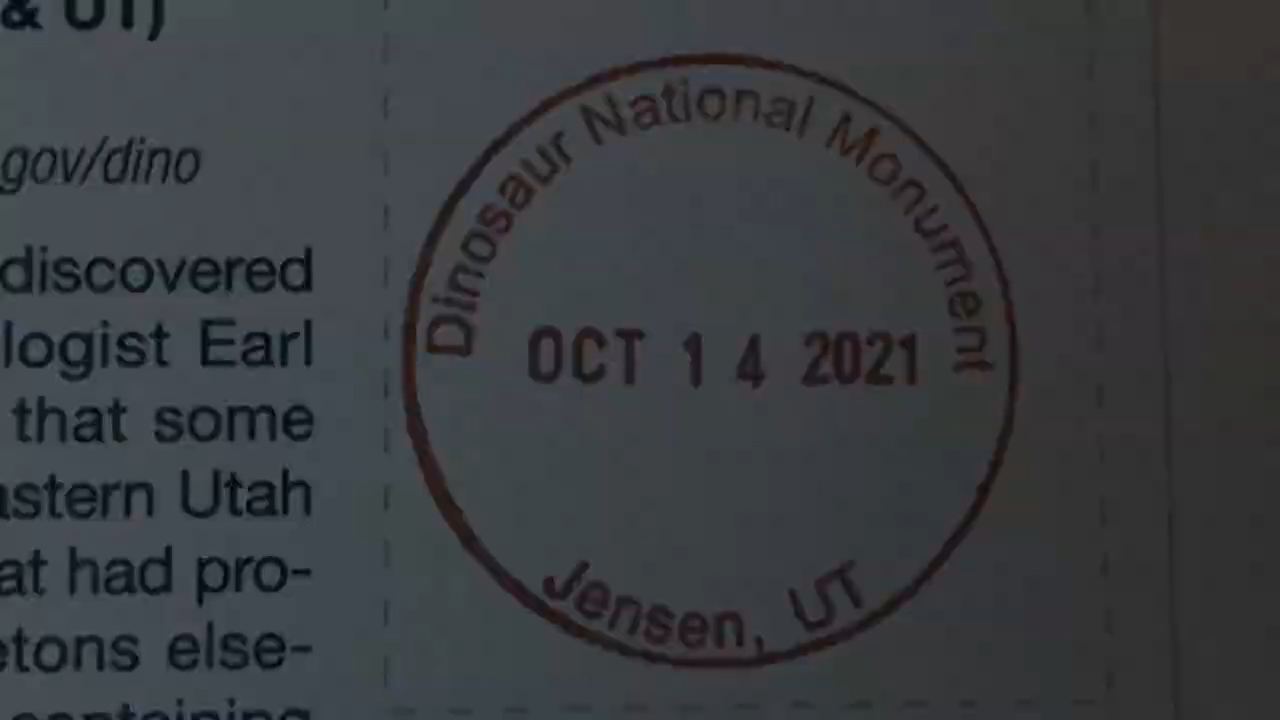 & UT)
gov/dino
discovered
logist Earl
that some
astern Utah
at had pro-
etons else-
containing
Dinosaur National Monument
OCT 14 2021
Jensen, UT